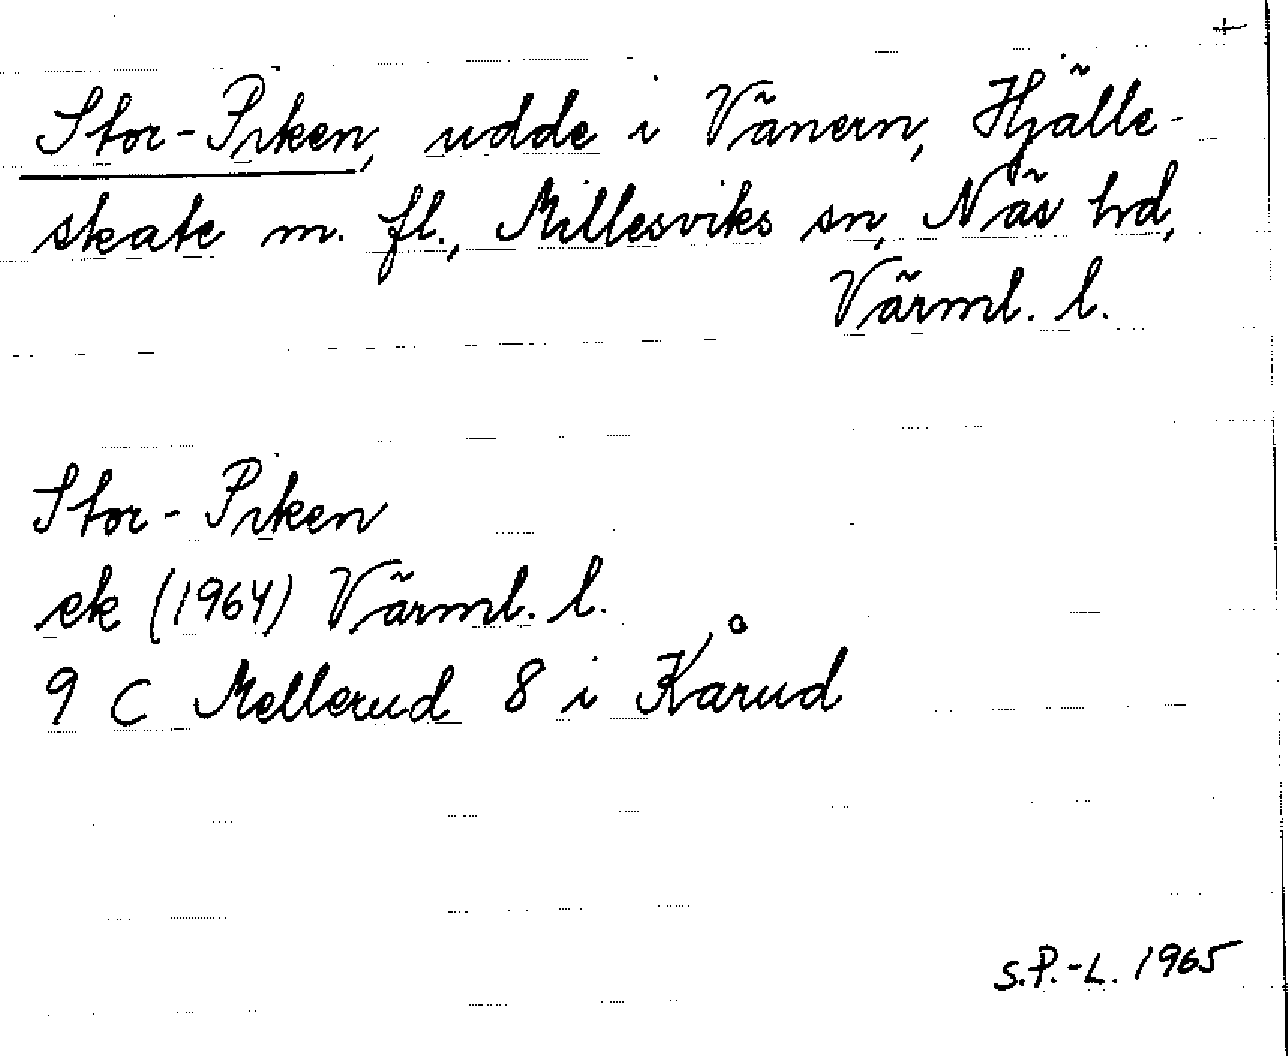 +
Stor-Piken, udde i Vänern, Hjälle-
skate m. fl., Millesviks sn, Näs hd,
Värml. l.
Stor-Piken
ek (1964) Värml. l.
9 C Mellerud 8 i Kårud
S.P.-L. 1965